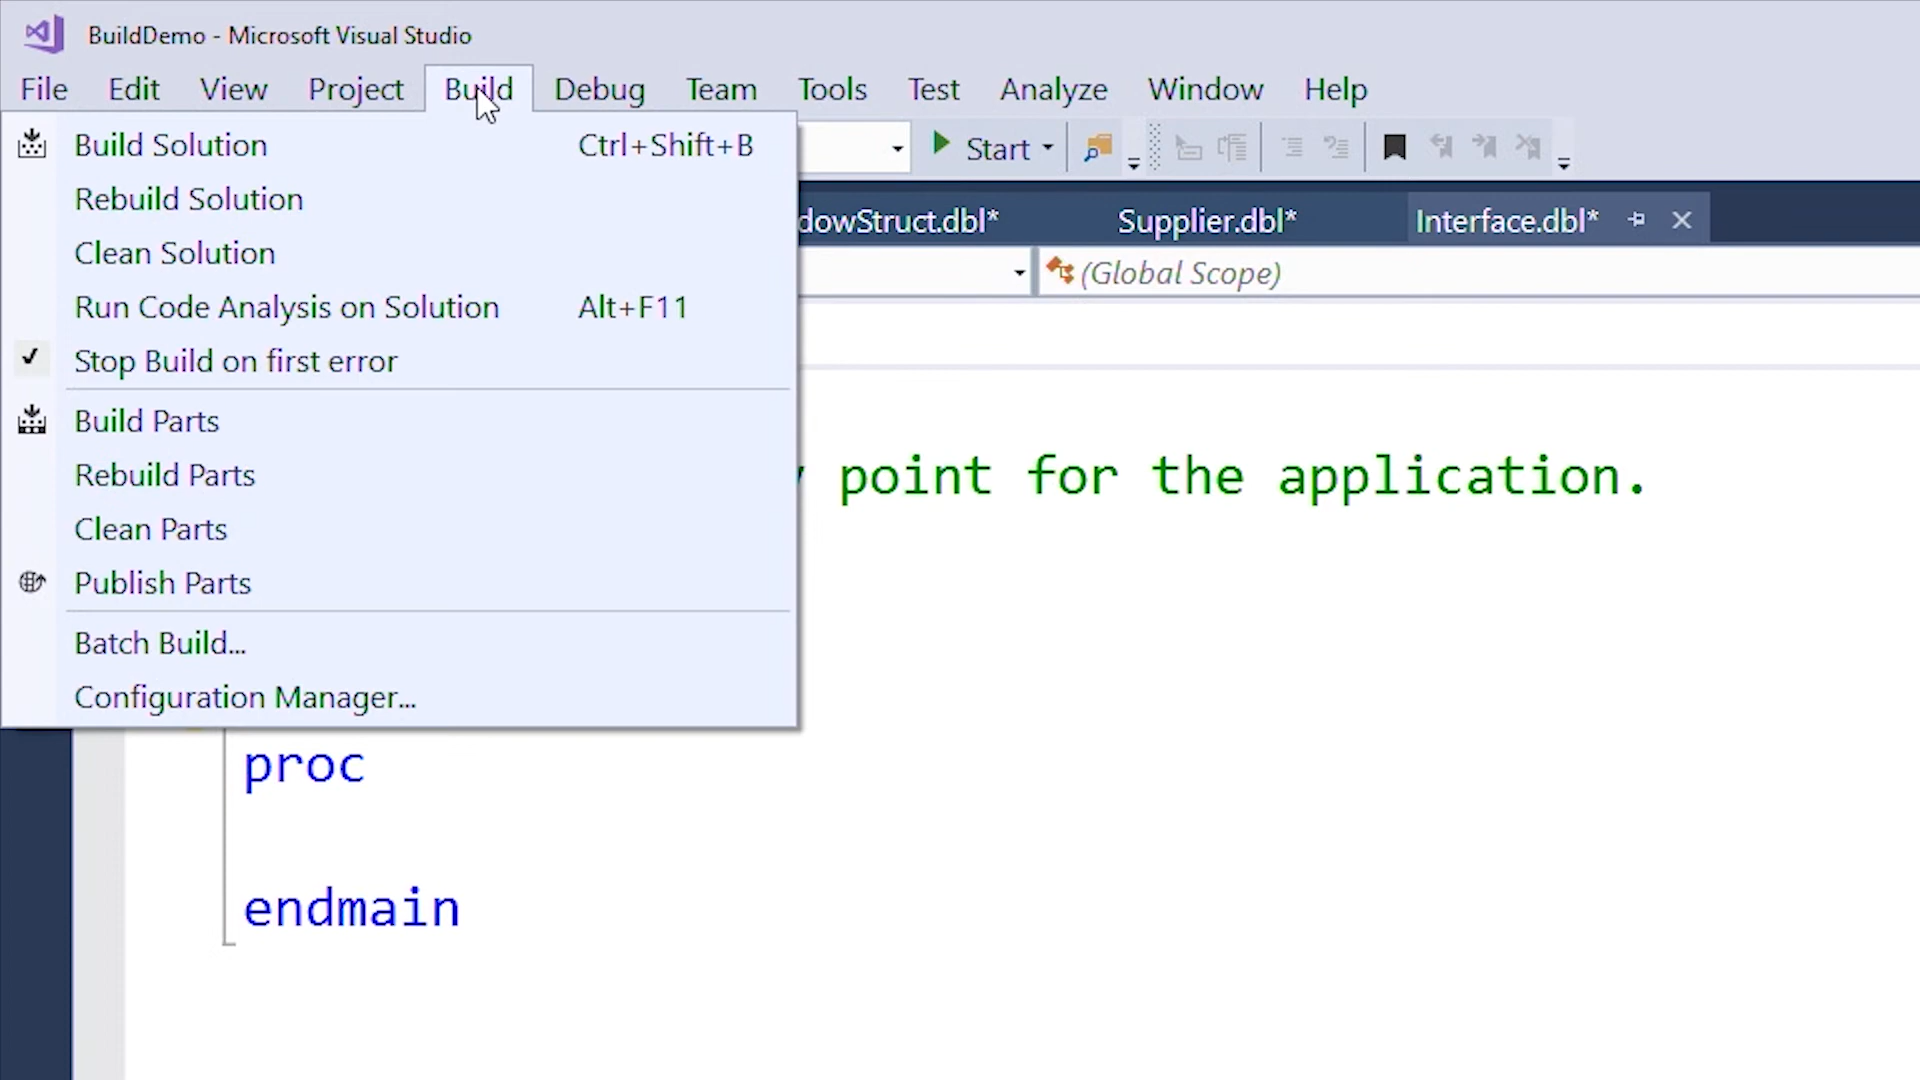 BuildDemo - Microsoft Visual Studio
File Edit View Project Build Debug Team Tools Test Analyze Window Help
Build Solution Ctrl+Shift+B
Rebuild Solution
Clean Solution
Run Code Analysis on Solution Alt+F11
Stop Build on first error
Build Parts
Rebuild Parts
Clean Parts
Publish Parts
Batch Build...
Configuration Manager...
Start
dowStruct.dbl* Supplier.dbl* Interface.dbl*
(Global Scope)
point for the application.
proc
endmain